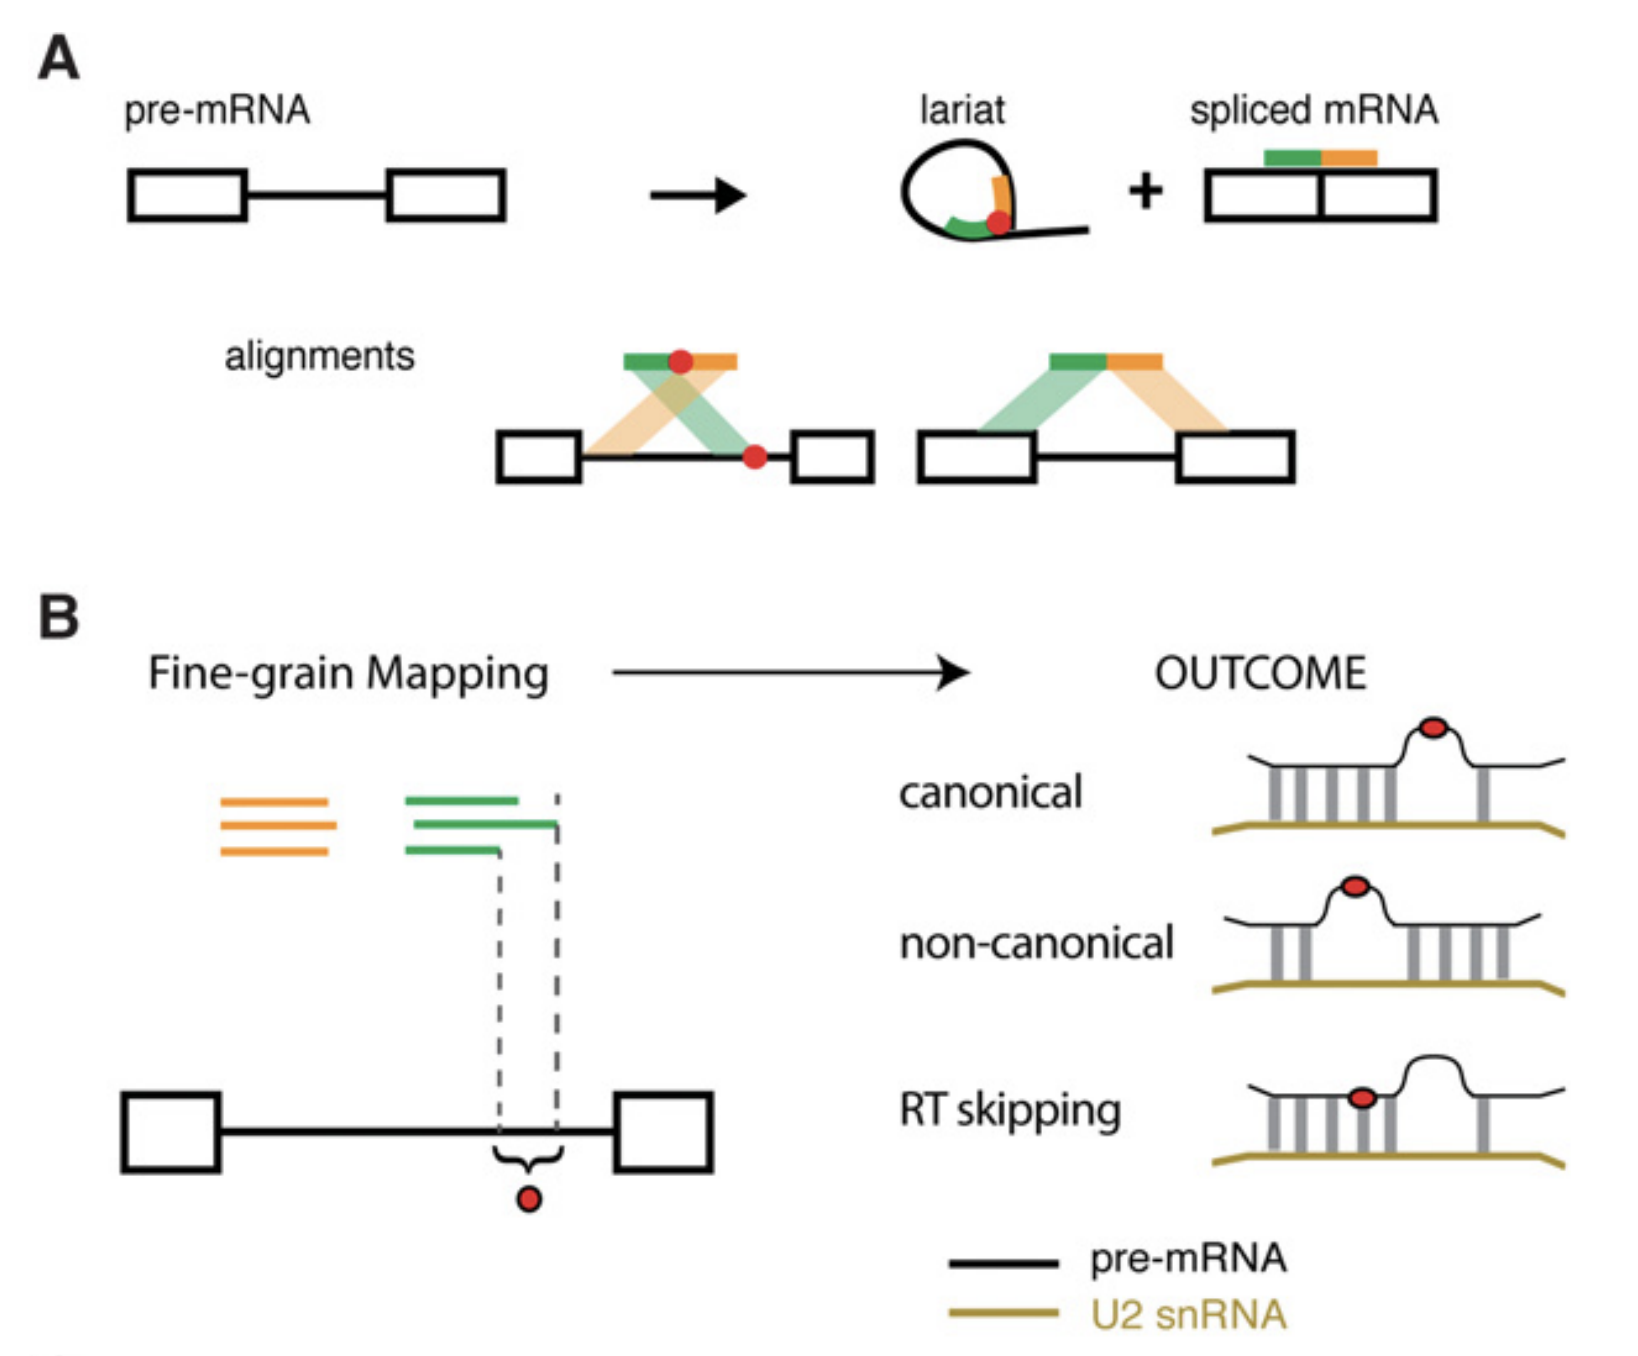 A
pre-mRNA
lariat
spliced mRNA
+
alignments
B
Fine-grain Mapping
OUTCOME
canonical
non-canonical
RT skipping
pre-mRNA
U2 snRNA